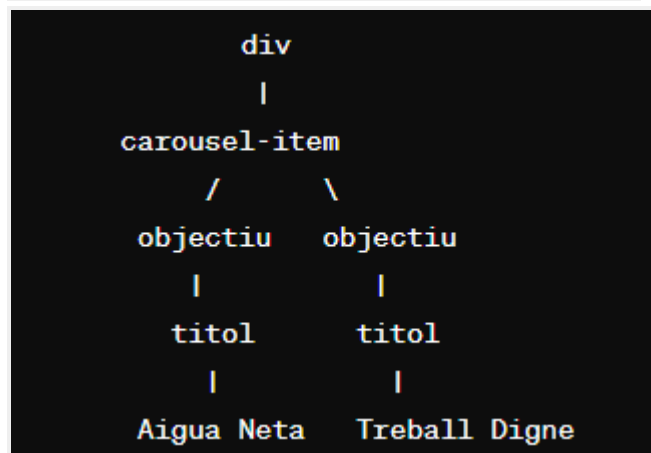 div
|
carousel-item
/ \
objectiu objectiu
| |
titol titol
| |
Aigua Neta Treball Digne